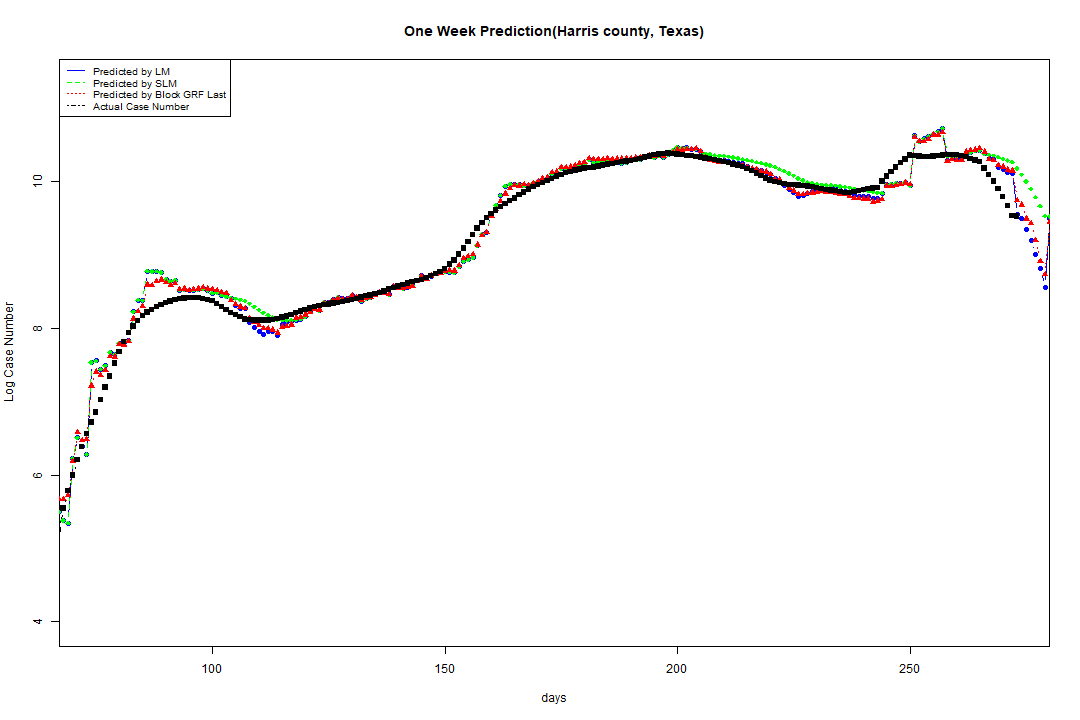 One Week Prediction(Harris county, Texas)
Predicted by LM
Predicted by SLM
Predicted by Block GRF Last
Actual Case Number
Log Case Number
10
8
6
4
100
150
200
250
days